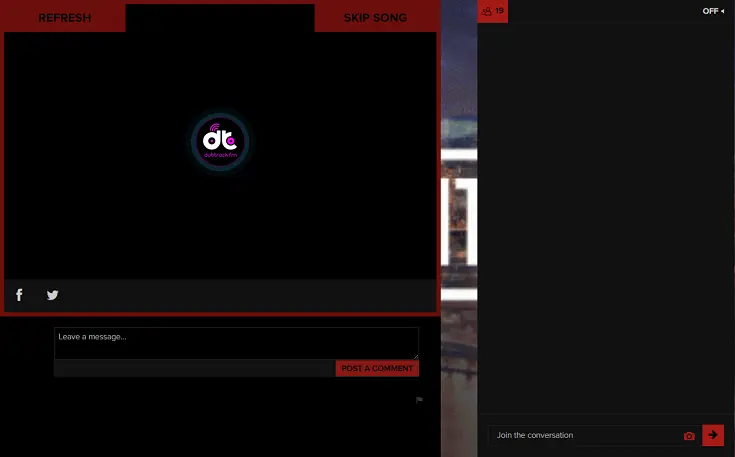 REFRESH
SKIP SONG
19
OFF
dt
dubtrack.fm
Leave a message...
POST A COMMENT
Join the conversation